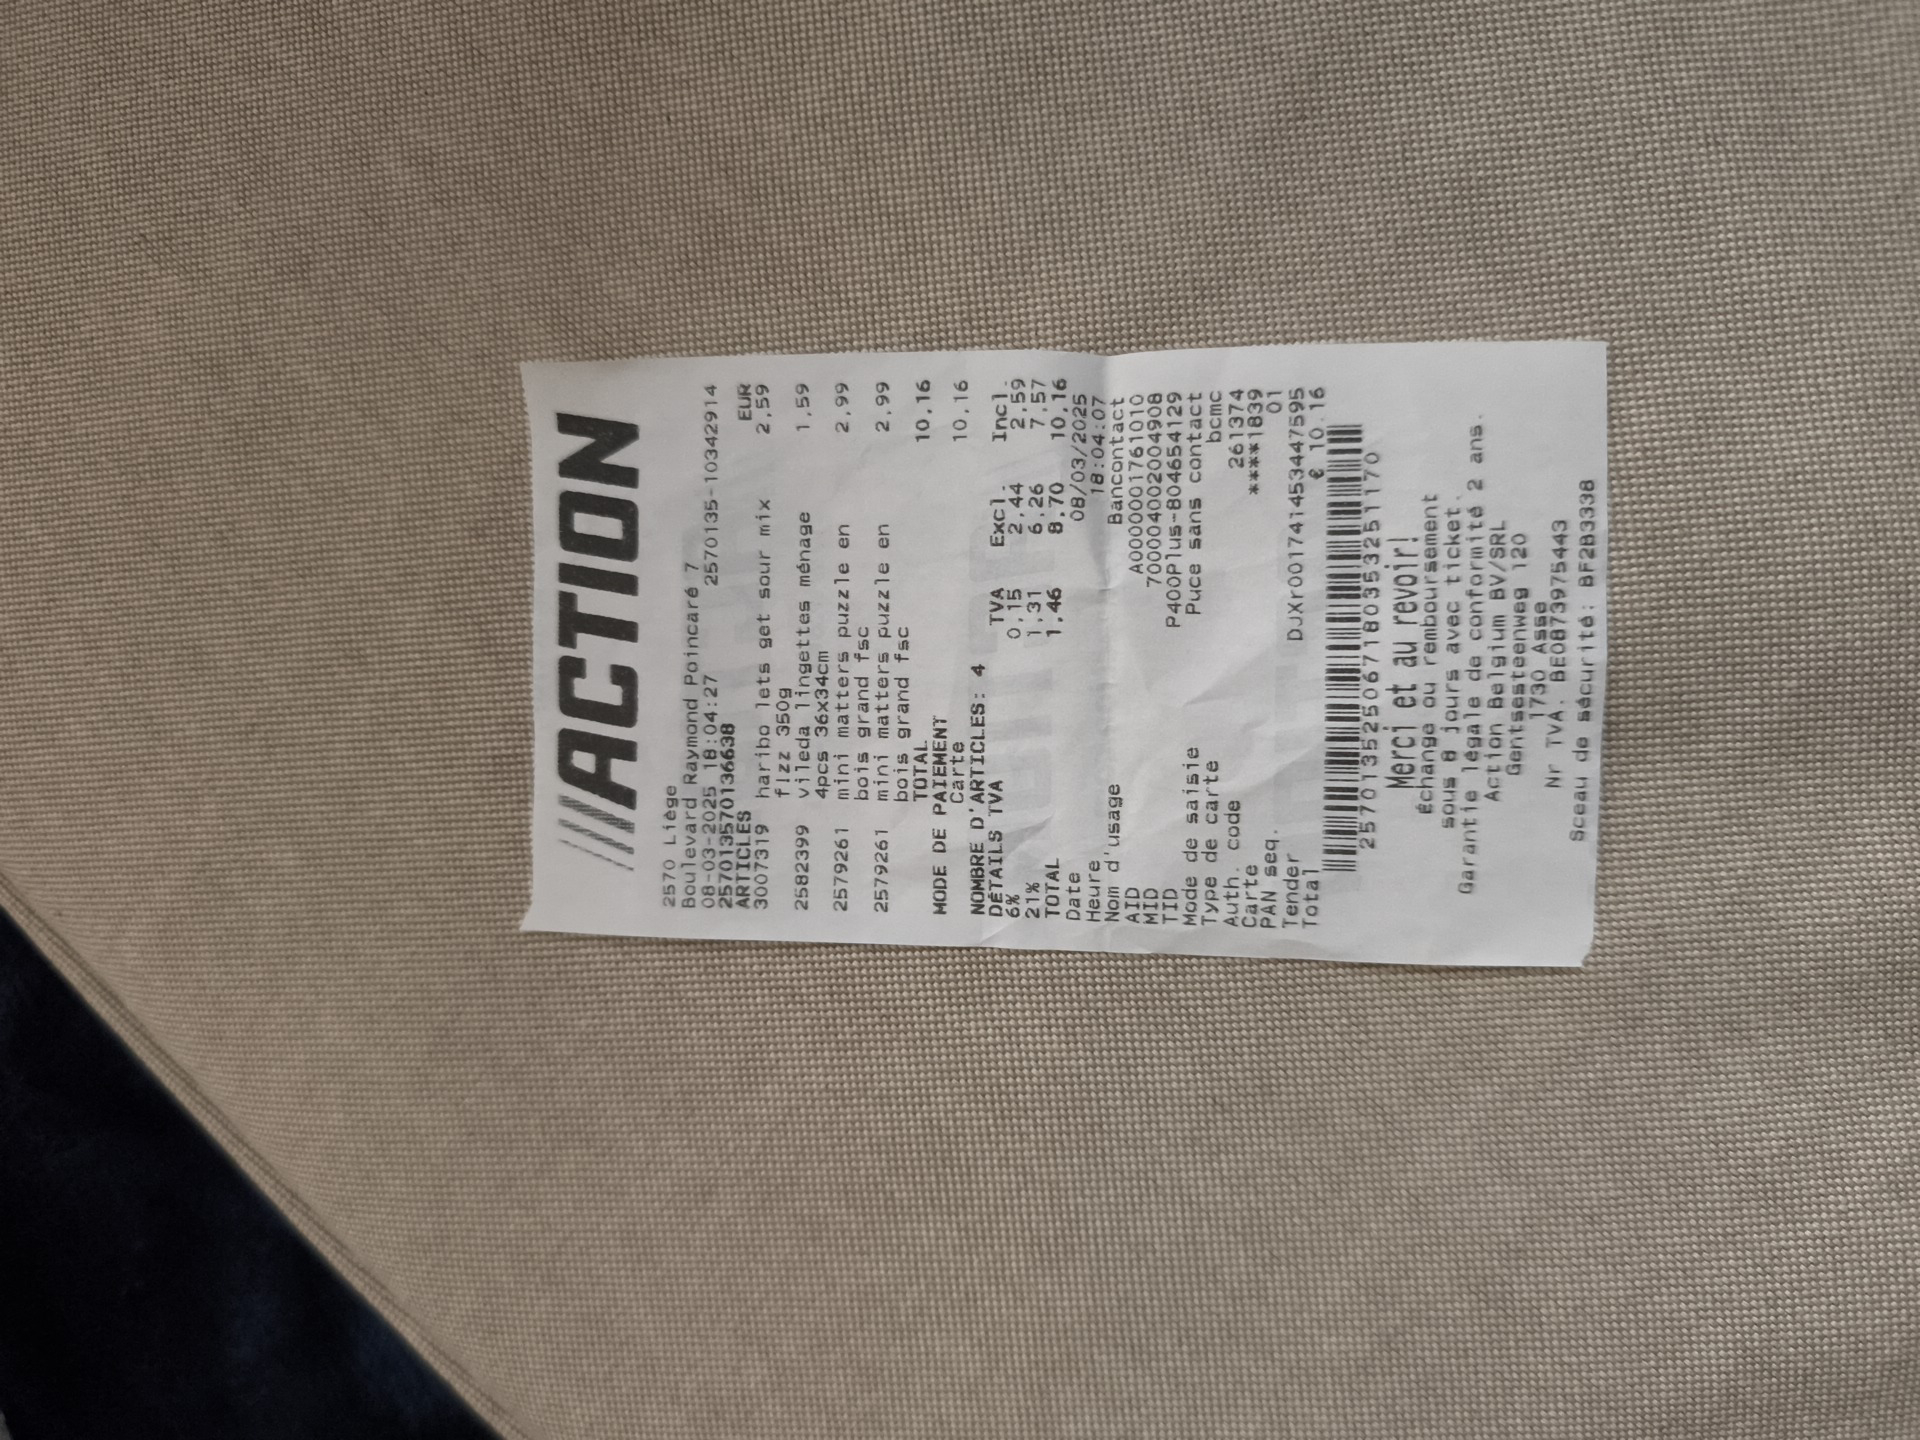 ACTION
2570 Liège
Boulevard Raymond Poincaré 7
08-03-2025 18:04:27 2570135-10342914
257013570136638
ARTICLES EUR
3007319 haribo lets get sour mix 2,59
fizz 350g
2582399 vileda lingettes ménage 1,59
4pcs 36x34cm
2579261 mini matters puzzle en 2,99
bois grand fsc
2579261 mini matters puzzle en 2,99
bois grand fsc
TOTAL 10,16
MODE DE PAIEMENT
Carte 10,16
NOMBRE D'ARTICLES: 4
DÉTAILS TVA TVA Excl. Incl.
6% 0,15 2,44 2,59
21% 1,31 6,26 7,57
TOTAL 1,46 8,70 10,16
Date 08/03/2025
Heure 18:04:07
Nom d'usage Bancontact
AID A0000001761010
MID 700004002004908
TID P400Plus-804654129
Mode de saisie Puce sans contact
Type de carte bcmc
Auth. code 261374
Carte ****1839
PAN seq. 01
Tender DJXr001741453447595
Total € 10.16
257013525067180353251170
Merci et au revoir!
Échange ou remboursement
sous 8 jours avec ticket.
Garantie légale de conformité 2 ans.
Action Belgium BV/SRL
Gentsesteenweg 120
1730 Asse
Nr TVA. BE0873975443
Sceau de sécurité: BF2B3338